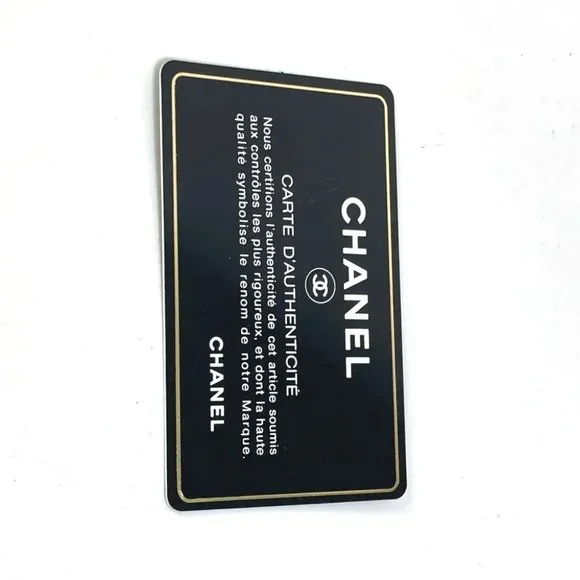 CHANEL
CARTE D'AUTHENTICITÉ
Nous certifions l'authenticité de cet article soumis
aux contrôles les plus rigoureux, et dont la haute
qualité symbolise le renom de notre Marque.
CHANEL